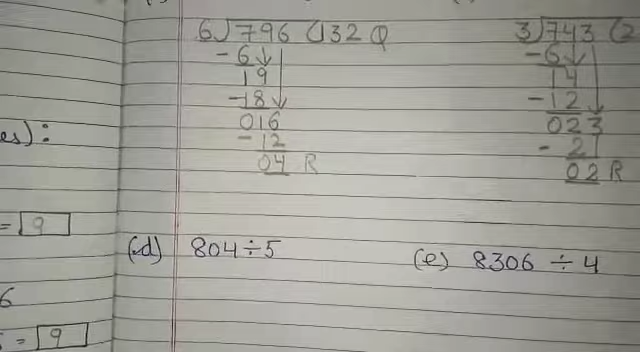 6)796(132 Q
-6
19
-18
016
-12
04 R
3)743(2
-6
14
-12
023
-21
02 R
es):
= 9
(d) 804÷5
(e) 8306 ÷ 4
6
= 9